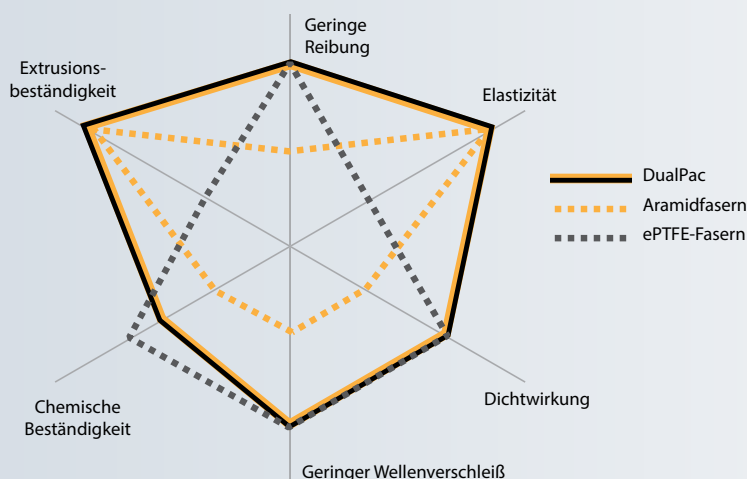 Geringe
Reibung
Extrusions-
beständigkeit
Elastizität
DualPac
Aramidfasern
ePTFE-Fasern
Chemische
Beständigkeit
Dichtwirkung
Geringer Wellenverschleiß